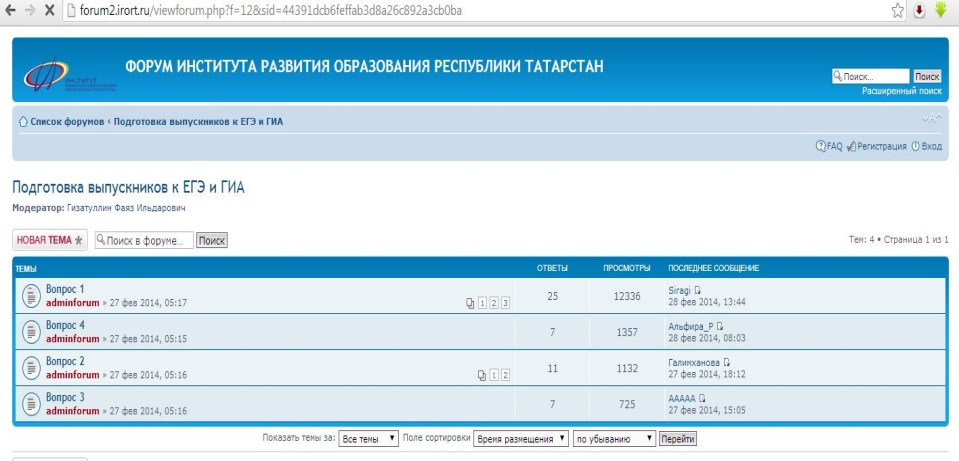 forum2.irort.ru/viewforum.php?f=12&sid=44391dcb6feffab3d8a26c892a3cb0ba
ФОРУМ ИНСТИТУТА РАЗВИТИЯ ОБРАЗОВАНИЯ РЕСПУБЛИКИ ТАТАРСТАН
ИНСТИТУТ
Поиск... Поиск
Расширенный поиск
Список форумов ‹ Подготовка выпускников к ЕГЭ и ГИА
FAQ Регистрация Вход
Подготовка выпускников к ЕГЭ и ГИА
Модератор: Гизатуллин Фаяз Ильдарович
НОВАЯ ТЕМА Поиск в форуме... Поиск Тем: 4 • Страница 1 из 1
ТЕМЫ ОТВЕТЫ ПРОСМОТРЫ ПОСЛЕДНЕЕ СООБЩЕНИЕ
Вопрос 1 25 12336 Siragi
adminforum » 27 фев 2014, 05:17 1 2 3 28 фев 2014, 13:44
Вопрос 4 7 1357 Альфира_Р
adminforum » 27 фев 2014, 05:15 28 фев 2014, 08:03
Вопрос 2 11 1132 Галинханова
adminforum » 27 фев 2014, 05:16 1 2 27 фев 2014, 18:12
Вопрос 3 7 725 ААААА
adminforum » 27 фев 2014, 05:16 27 фев 2014, 15:05
Показать темы за: Все темы Поле сортировки Время размещения по убыванию Перейти